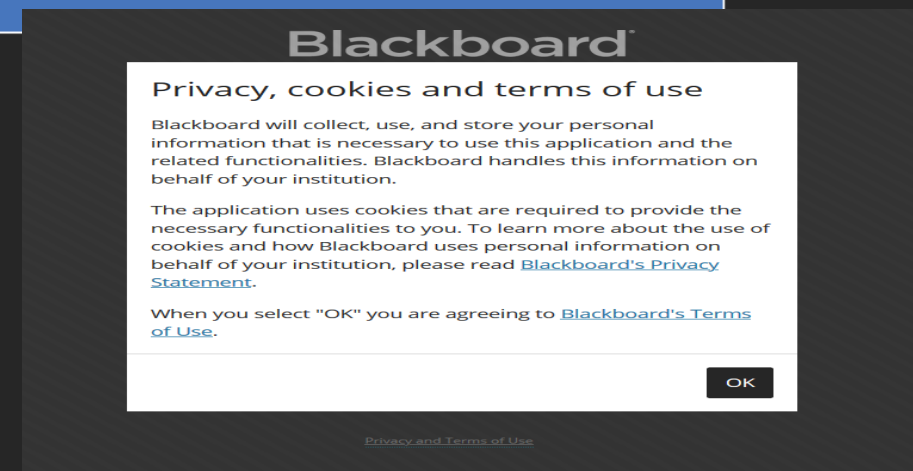 Blackboard
Privacy, cookies and terms of use
Blackboard will collect, use, and store your personal
information that is necessary to use this application and the
related functionalities. Blackboard handles this information on
behalf of your institution.
The application uses cookies that are required to provide the
necessary functionalities to you. To learn more about the use of
cookies and how Blackboard uses personal information on
behalf of your institution, please read Blackboard's Privacy
Statement.
When you select "OK" you are agreeing to Blackboard's Terms
of Use.
OK
Privacy and Terms of Use